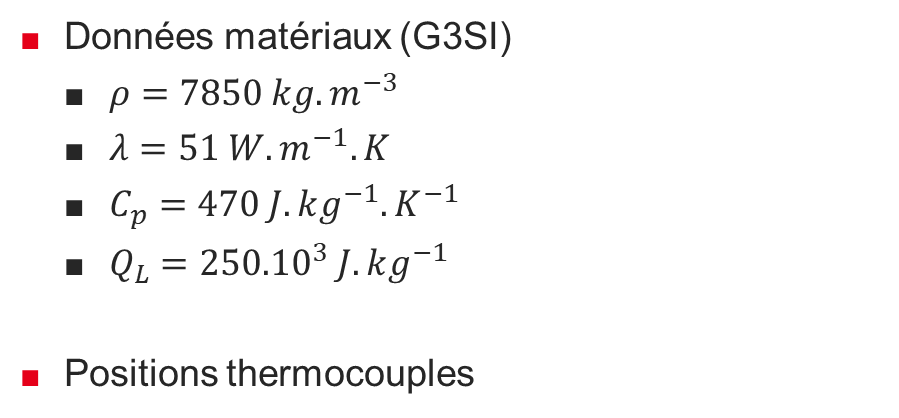 Données matériaux (G3SI)
ρ = 7850 kg.m⁻³
λ = 51 W.m⁻¹.K
Cₚ = 470 J.kg⁻¹.K⁻¹
Q_L = 250.10³ J.kg⁻¹
Positions thermocouples